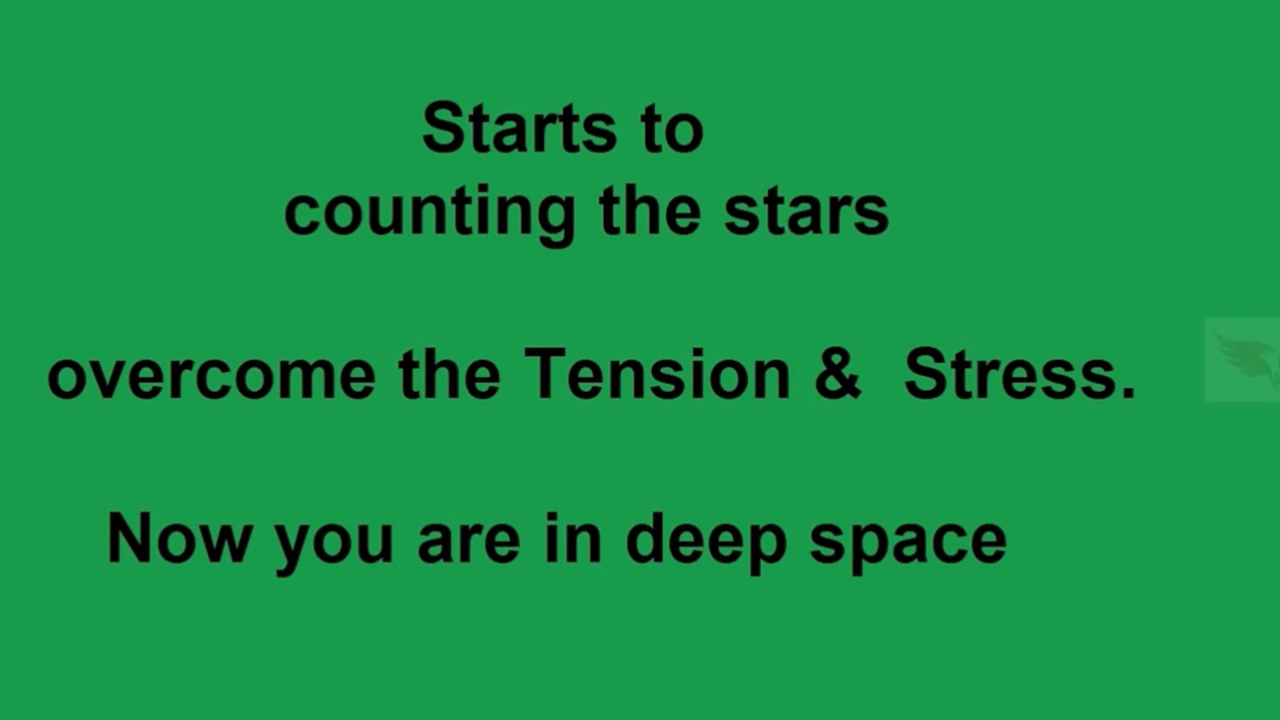 Starts to
counting the stars
overcome the Tension &  Stress.
Now you are in deep space